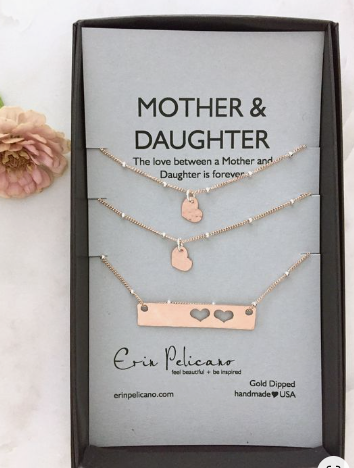 MOTHER &
DAUGHTER
The love between a Mother and
Daughter is forever
Erin Pelicano
feel beautiful + be inspired
erinpelicano.com
Gold Dipped
handmade♥USA